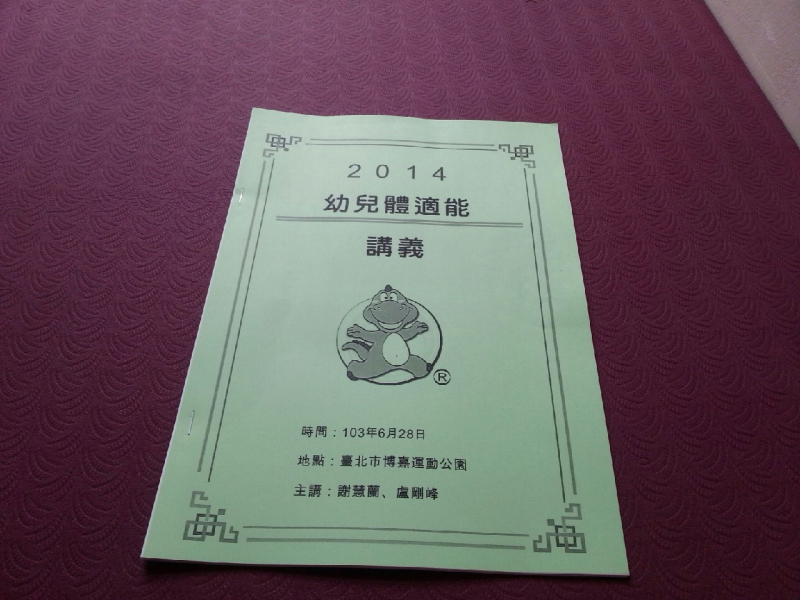 2014
幼兒體適能
講義
®
時間：103年6月28日
地點：臺北市博嘉運動公園
主講：謝慧蘭、盧剛峰